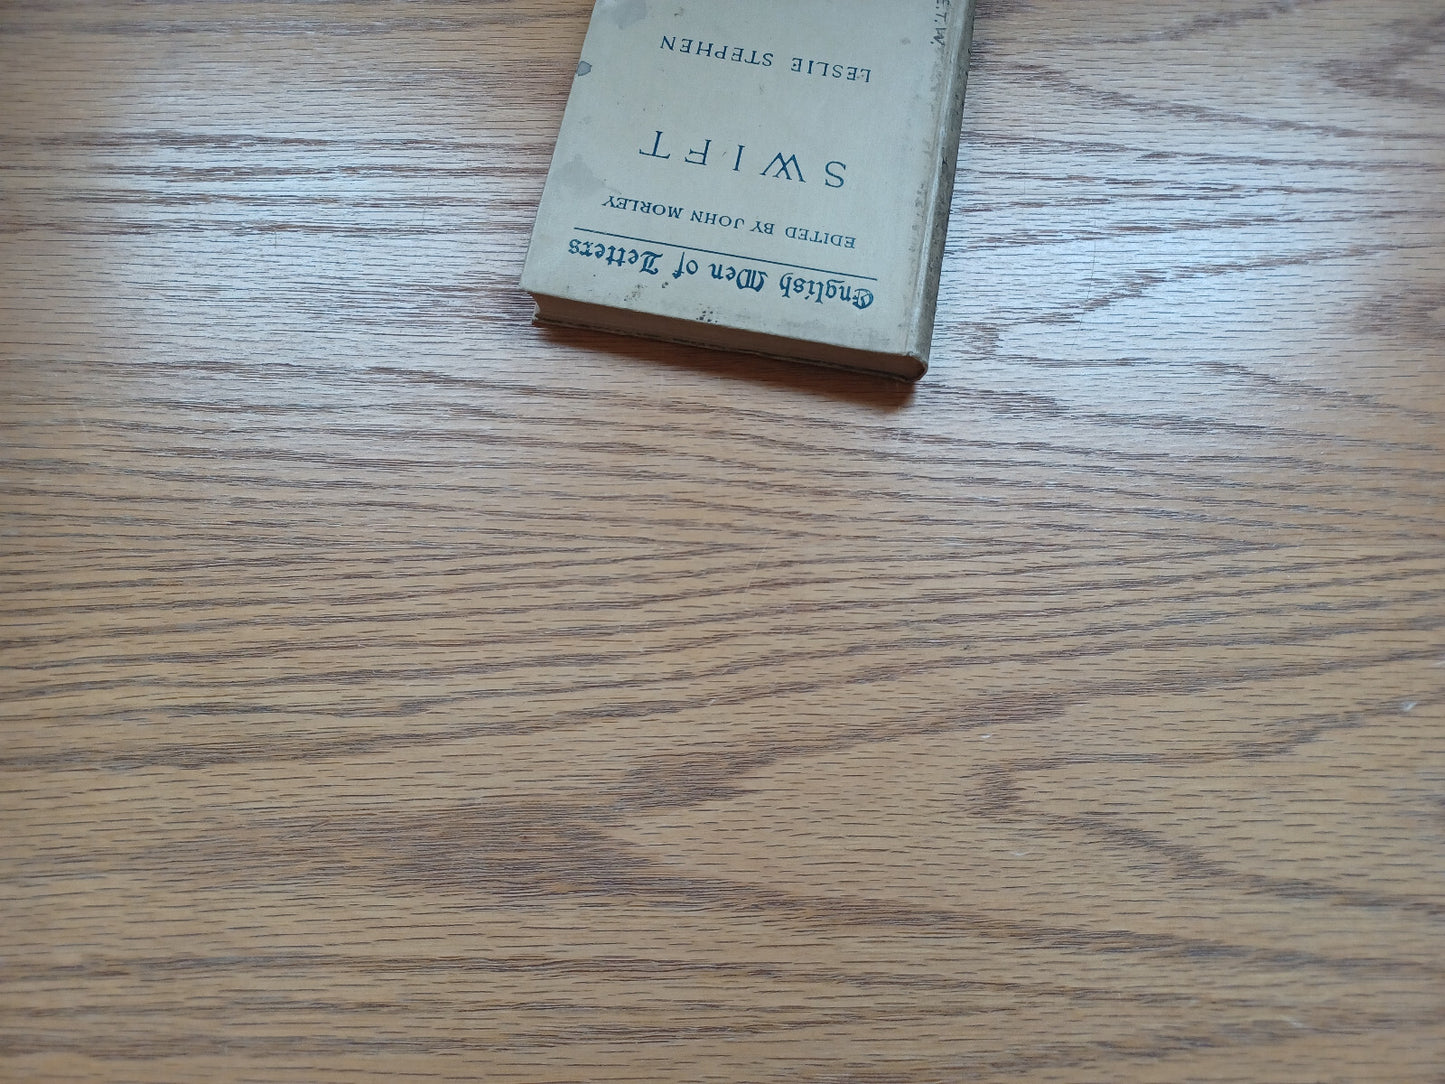 English Men of Letters
EDITED BY JOHN MORLEY
SWIFT
LESLIE STEPHEN
E.T.W.